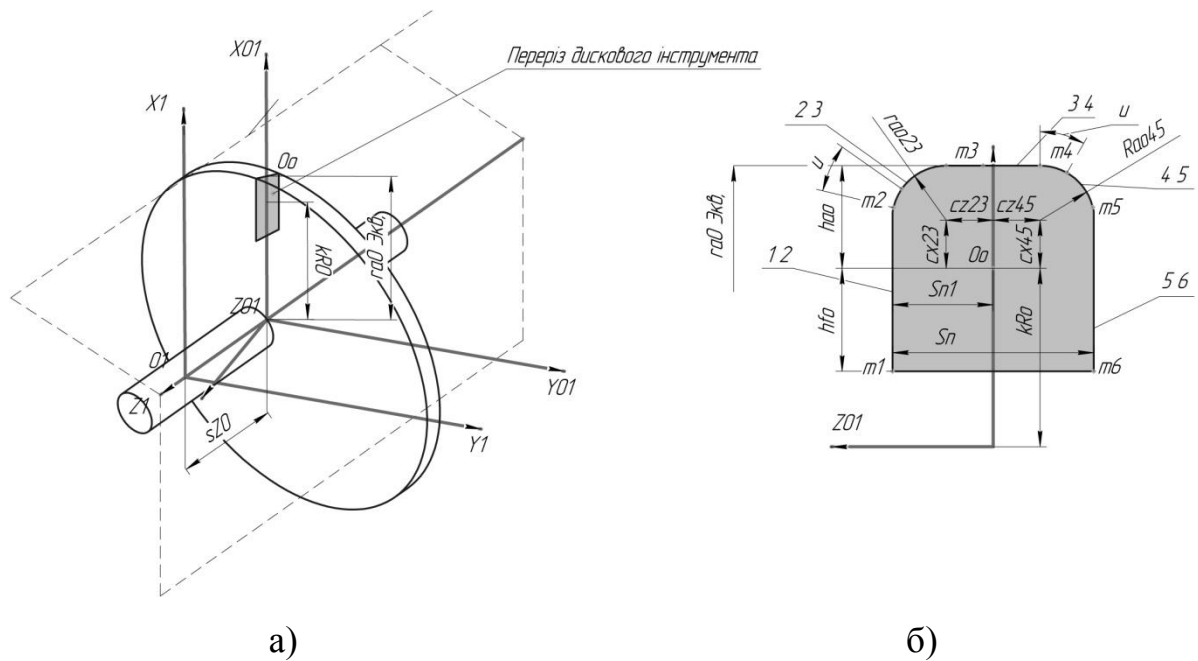 X01
Переріз дискового інструмента
X1
Oo
kR0
ra0 Экв,
Z01
O1
Z1
sZ0
Y01
Y1
2 3
rao23
3 4
u
Rao45
m3
m4
4 5
u
m2
cz23
cz45
m5
ra0 Экв,
hao
cx23
cx45
Oo
1 2
Sn1
5 6
hfo
kRo
Sn
m1
m6
Z01
а)
б)